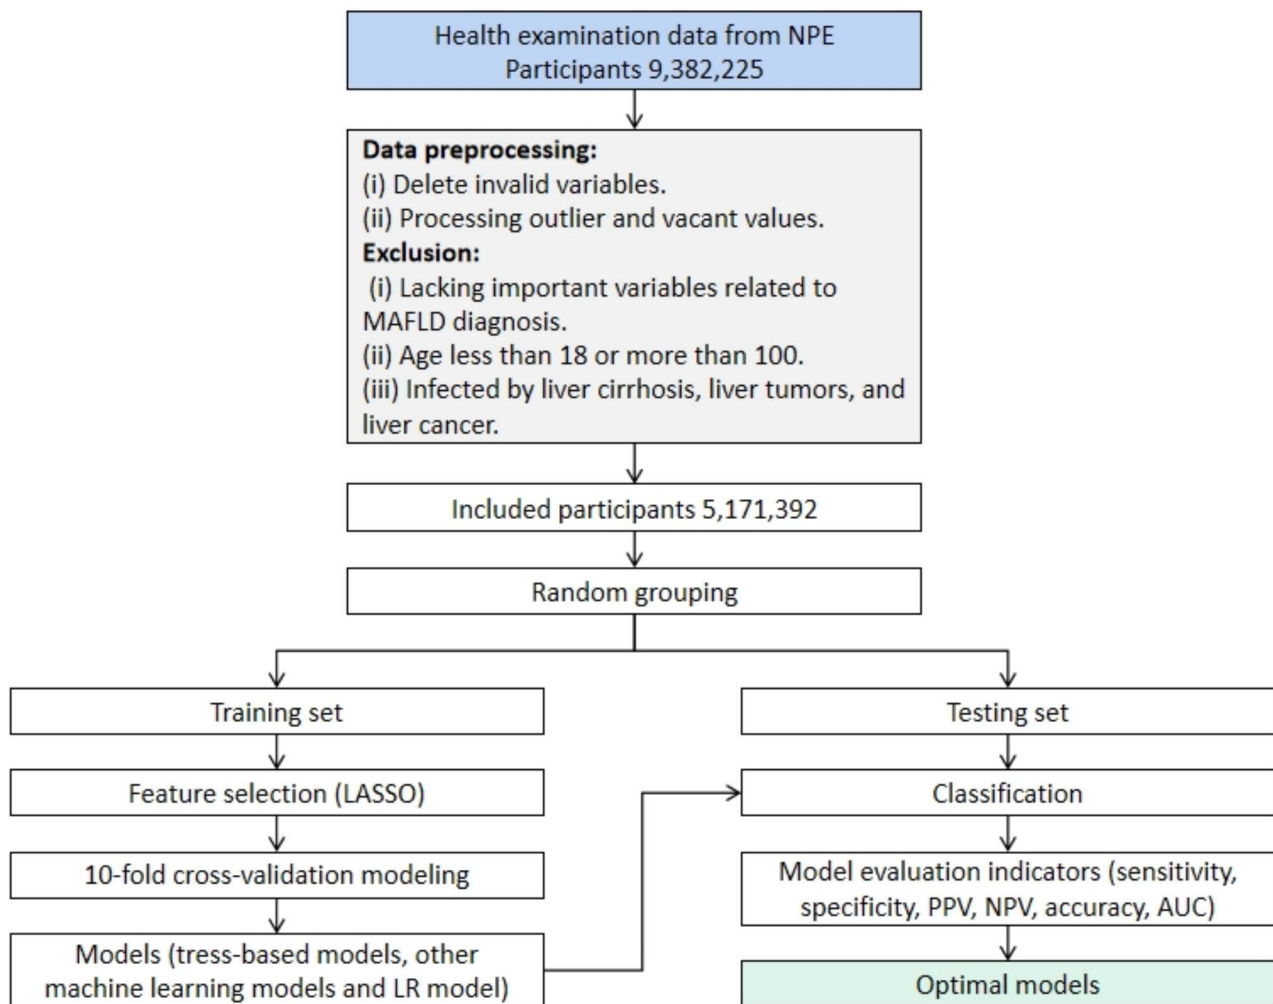 Health examination data from NPE
Participants 9,382,225
Data preprocessing:
(i) Delete invalid variables.
(ii) Processing outlier and vacant values.
Exclusion:
(i) Lacking important variables related to
MAFLD diagnosis.
(ii) Age less than 18 or more than 100.
(iii) Infected by liver cirrhosis, liver tumors, and
liver cancer.
Included participants 5,171,392
Random grouping
Training set
Feature selection (LASSO)
10-fold cross-validation modeling
Models (tress-based models, other
machine learning models and LR model)
Testing set
Classification
Model evaluation indicators (sensitivity,
specificity, PPV, NPV, accuracy, AUC)
Optimal models